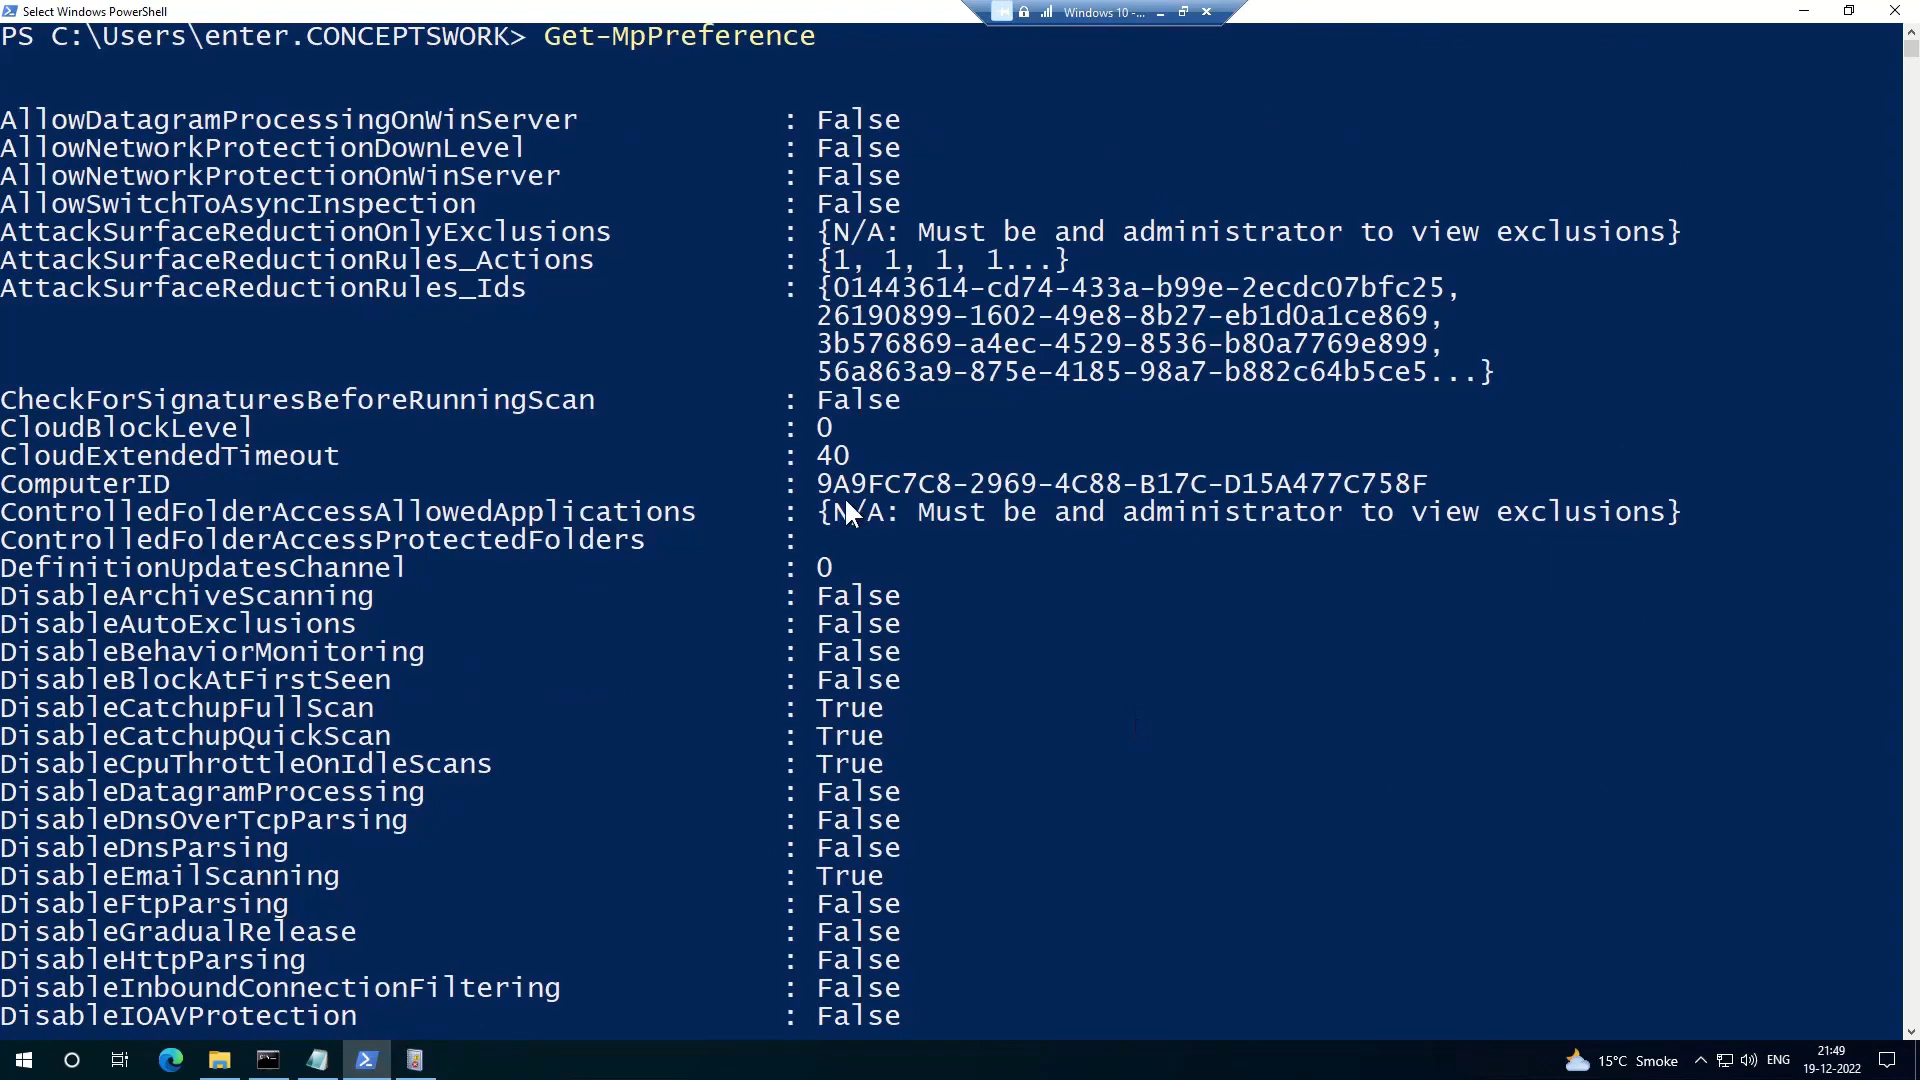 Select Windows PowerShell
Windows 10 -...
PS C:\Users\enter.CONCEPTSWORK> Get-MpPreference
AllowDatagramProcessingOnWinServer : False
AllowNetworkProtectionDownLevel : False
AllowNetworkProtectionOnWinServer : False
AllowSwitchToAsyncInspection : False
AttackSurfaceReductionOnlyExclusions : {N/A: Must be and administrator to view exclusions}
AttackSurfaceReductionRules_Actions : {1, 1, 1, 1...}
AttackSurfaceReductionRules_Ids : {01443614-cd74-433a-b99e-2ecdc07bfc25,
26190899-1602-49e8-8b27-eb1d0a1ce869,
3b576869-a4ec-4529-8536-b80a7769e899,
56a863a9-875e-4185-98a7-b882c64b5ce5...}
CheckForSignaturesBeforeRunningScan : False
CloudBlockLevel : 0
CloudExtendedTimeout : 40
ComputerID : 9A9FC7C8-2969-4C88-B17C-D15A477C758F
ControlledFolderAccessAllowedApplications : {N/A: Must be and administrator to view exclusions}
ControlledFolderAccessProtectedFolders :
DefinitionUpdatesChannel : 0
DisableArchiveScanning : False
DisableAutoExclusions : False
DisableBehaviorMonitoring : False
DisableBlockAtFirstSeen : False
DisableCatchupFullScan : True
DisableCatchupQuickScan : True
DisableCpuThrottleOnIdleScans : True
DisableDatagramProcessing : False
DisableDnsOverTcpParsing : False
DisableDnsParsing : False
DisableEmailScanning : True
DisableFtpParsing : False
DisableGradualRelease : False
DisableHttpParsing : False
DisableInboundConnectionFiltering : False
DisableIOAVProtection : False
15°C Smoke
ENG
21:49
19-12-2022